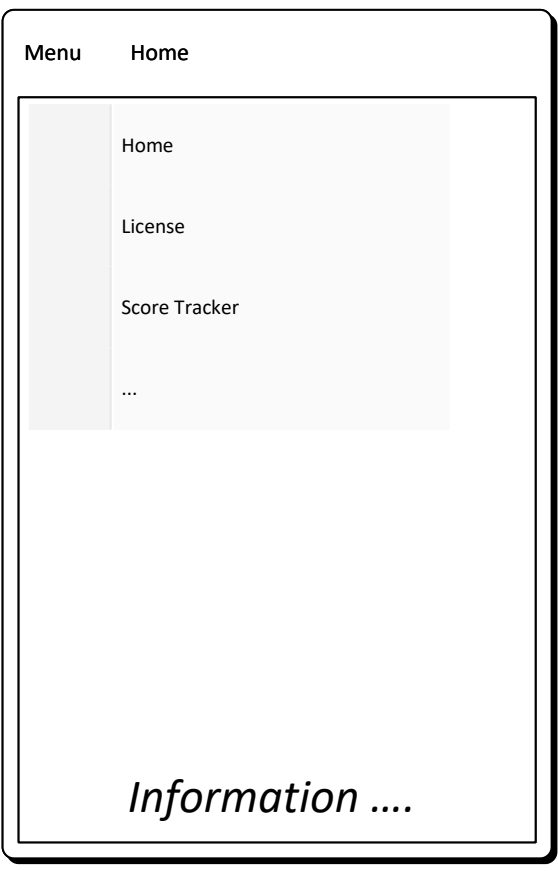 Menu Home
Home
License
Score Tracker
...
Information ....